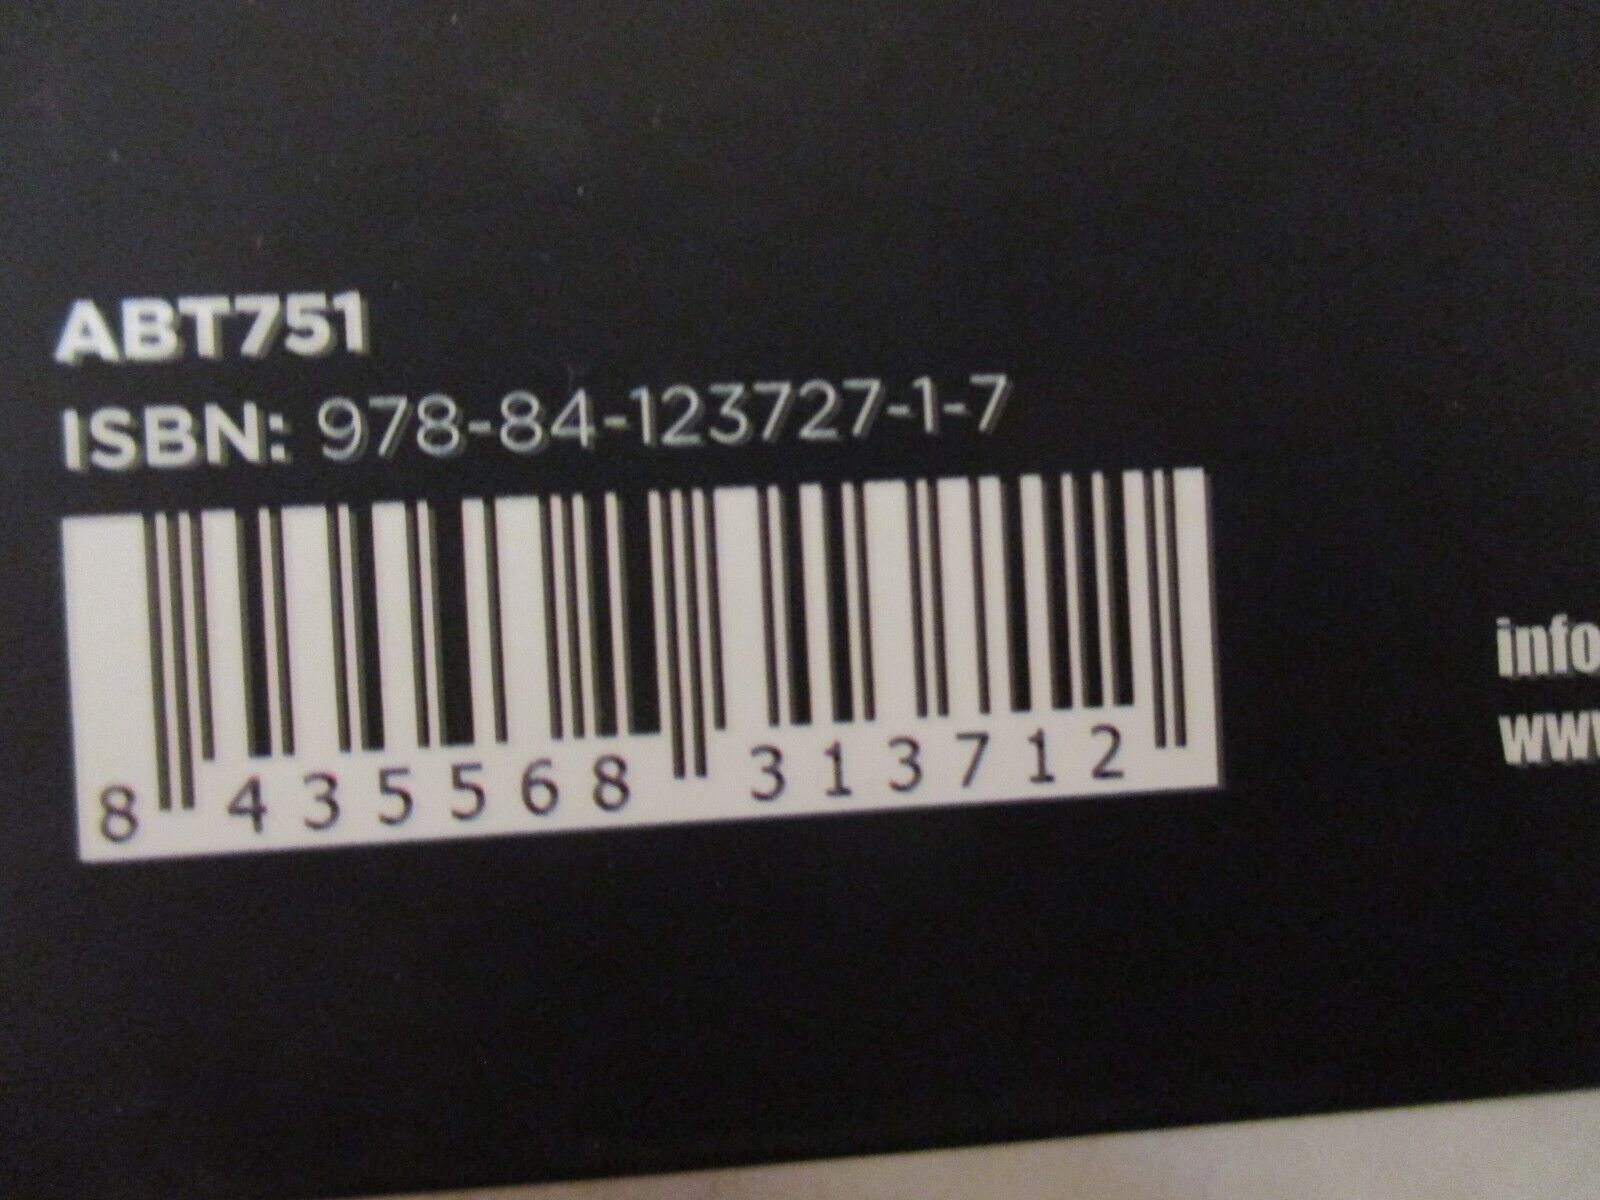 ABT751
ISBN: 978-84-123727-1-7
8 435568 313712
info
www